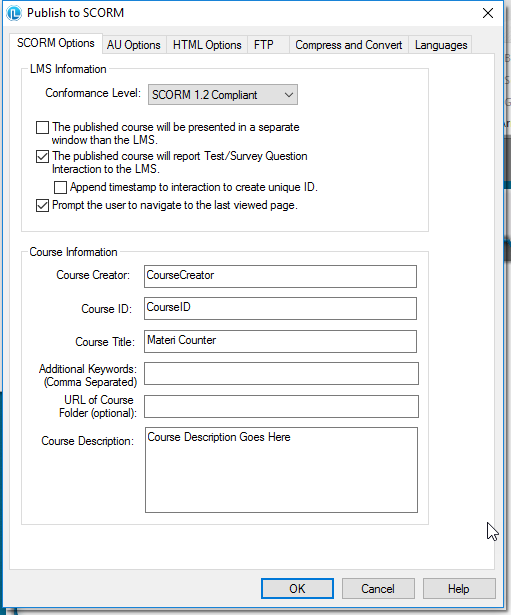 Publish to SCORM
SCORM Options AU Options HTML Options FTP Compress and Convert Languages
LMS Information
Conformance Level: SCORM 1.2 Compliant
The published course will be presented in a separate
window than the LMS.
The published course will report Test/Survey Question
Interaction to the LMS.
Append timestamp to interaction to create unique ID.
Prompt the user to navigate to the last viewed page.
Course Information
Course Creator: CourseCreator
Course ID: CourseID
Course Title: Materi Counter
Additional Keywords:
(Comma Separated)
URL of Course
Folder (optional):
Course Description: Course Description Goes Here
OK Cancel Help